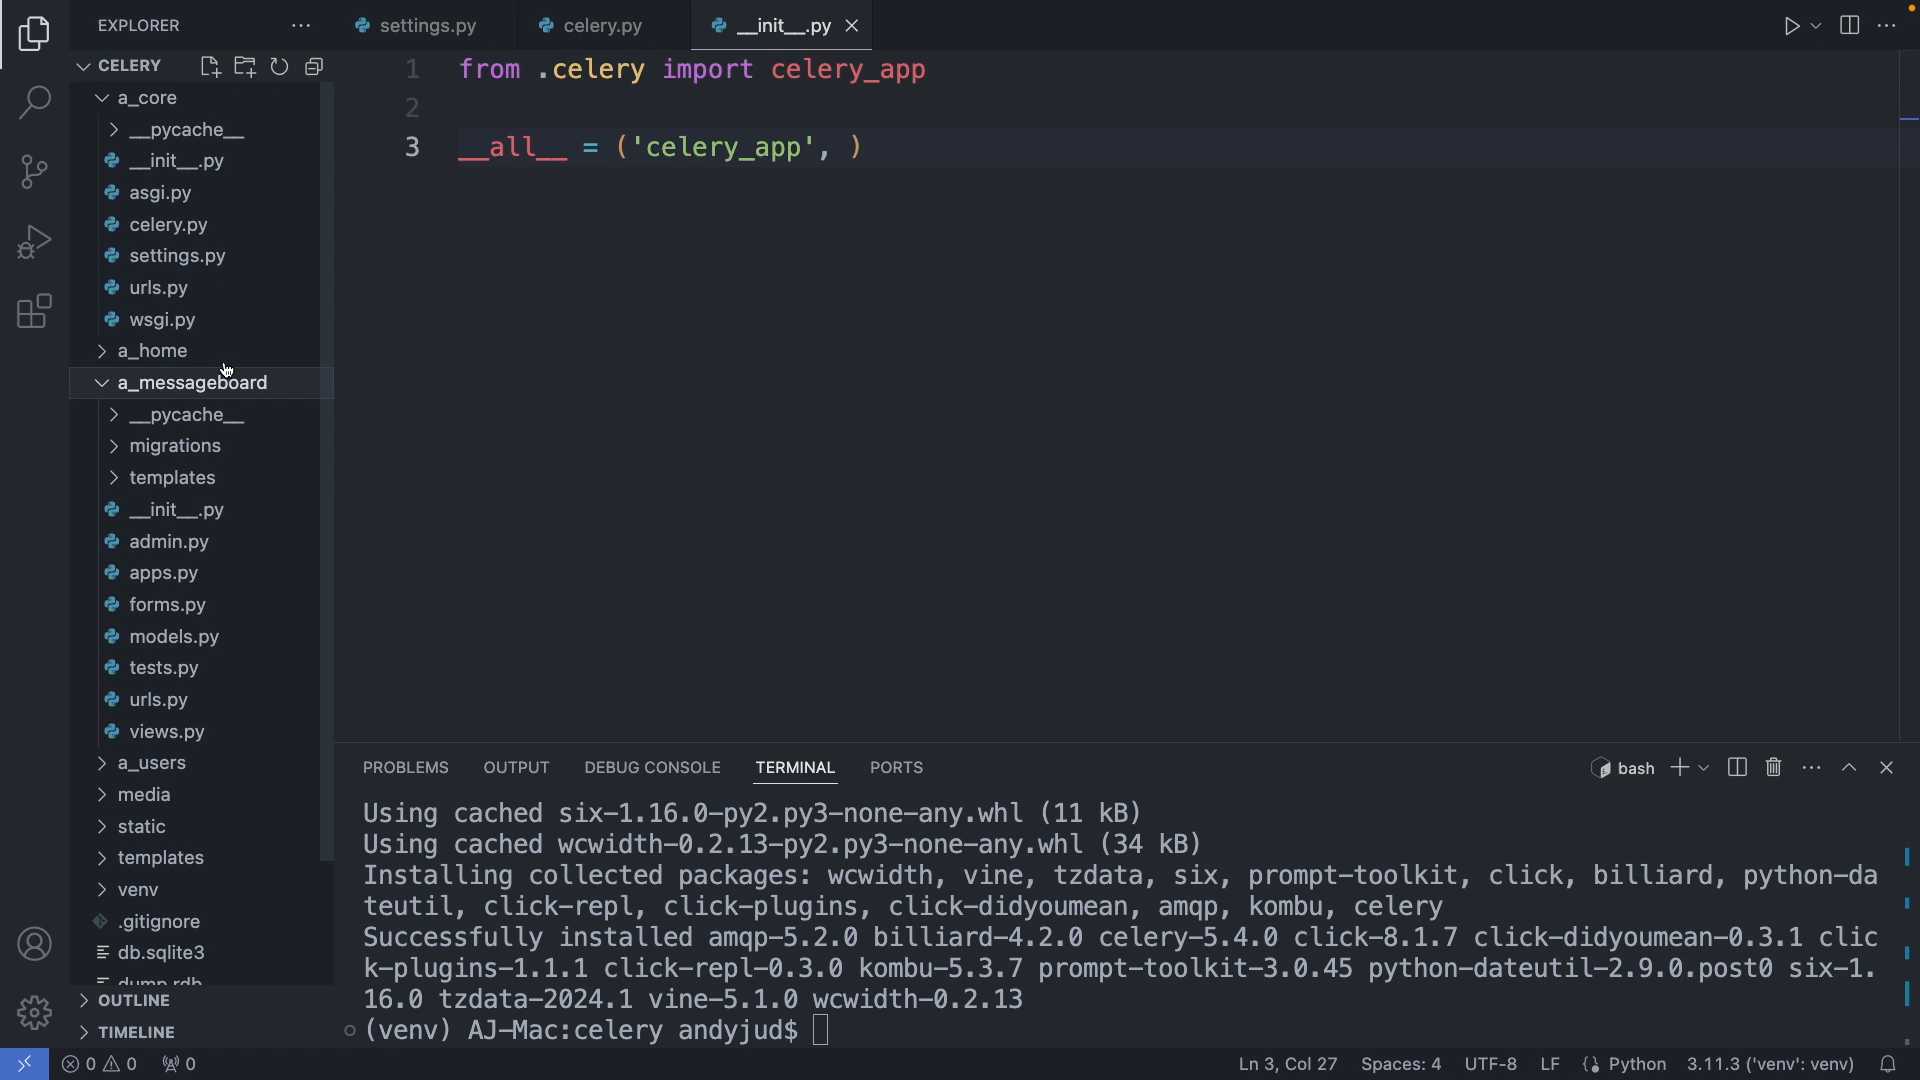 EXPLORER
settings.py
celery.py
__init__.py
CELERY
a_core
__pycache__
__init__.py
asgi.py
celery.py
settings.py
urls.py
wsgi.py
a_home
a_messageboard
__pycache__
migrations
templates
__init__.py
admin.py
apps.py
forms.py
models.py
tests.py
urls.py
views.py
a_users
media
static
templates
venv
.gitignore
db.sqlite3
dump.rdb
OUTLINE
TIMELINE
1 from .celery import celery_app
2
3 __all__ = ('celery_app', )
PROBLEMS OUTPUT DEBUG CONSOLE TERMINAL PORTS
bash
Using cached six-1.16.0-py2.py3-none-any.whl (11 kB)
Using cached wcwidth-0.2.13-py2.py3-none-any.whl (34 kB)
Installing collected packages: wcwidth, vine, tzdata, six, prompt-toolkit, click, billiard, python-da
teutil, click-repl, click-plugins, click-didyoumean, amqp, kombu, celery
Successfully installed amqp-5.2.0 billiard-4.2.0 celery-5.4.0 click-8.1.7 click-didyoumean-0.3.1 clic
k-plugins-1.1.1 click-repl-0.3.0 kombu-5.3.7 prompt-toolkit-3.0.45 python-dateutil-2.9.0.post0 six-1.
16.0 tzdata-2024.1 vine-5.1.0 wcwidth-0.2.13
(venv) AJ-Mac:celery andyjud$
0 0 0
Ln 3, Col 27 Spaces: 4 UTF-8 LF Python 3.11.3 ('venv': venv)